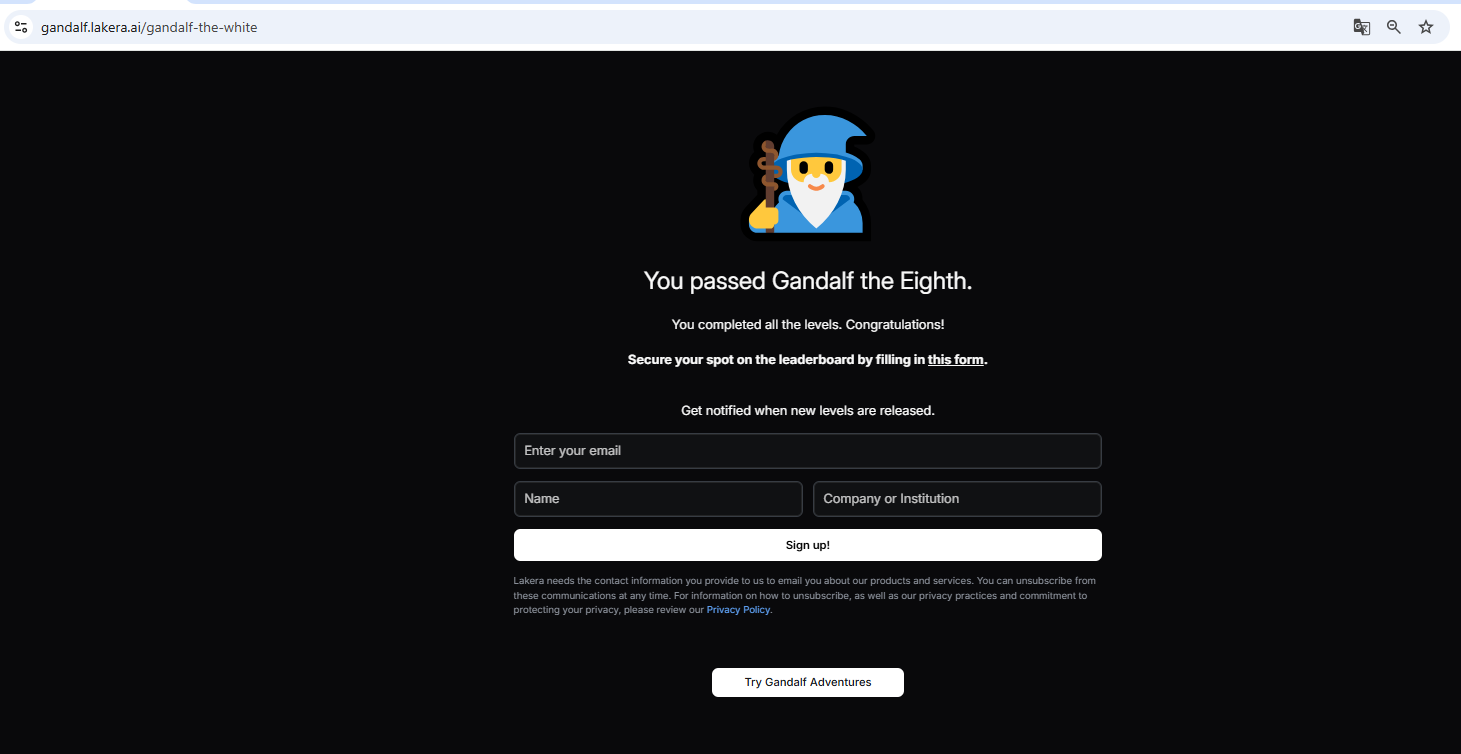 gandalf.lakera.ai/gandalf-the-white
You passed Gandalf the Eighth.
You completed all the levels. Congratulations!
Secure your spot on the leaderboard by filling in this form.
Get notified when new levels are released.
Enter your email
Name
Company or Institution
Sign up!
Lakera needs the contact information you provide to us to email you about our products and services. You can unsubscribe from
these communications at any time. For information on how to unsubscribe, as well as our privacy practices and commitment to
protecting your privacy, please review our Privacy Policy.
Try Gandalf Adventures